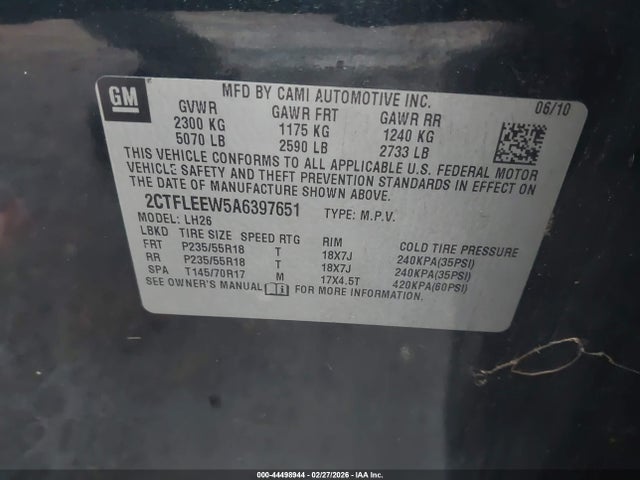 GM
MFD BY CAMI AUTOMOTIVE INC.
06/10
GVWR GAWR FRT GAWR RR
2300 KG 1175 KG 1240 KG
5070 LB 2590 LB 2733 LB
THIS VEHICLE CONFORMS TO ALL APPLICABLE U.S. FEDERAL MOTOR
VEHICLE SAFETY AND THEFT PREVENTION STANDARDS IN EFFECT ON
THE DATE OF MANUFACTURE SHOWN ABOVE.
2CTFLEEW5A6397651 TYPE: M.P.V.
MODEL: LH26
LBKD TIRE SIZE SPEED RTG RIM COLD TIRE PRESSURE
FRT P235/55R18 T 18X7J 240KPA(35PSI)
RR P235/55R18 T 18X7J 240KPA(35PSI)
SPA T145/70R17 M 17X4.5T 420KPA(60PSI)
SEE OWNER'S MANUAL FOR MORE INFORMATION.
000-44498944 | 02/27/2026 - IAA Inc.